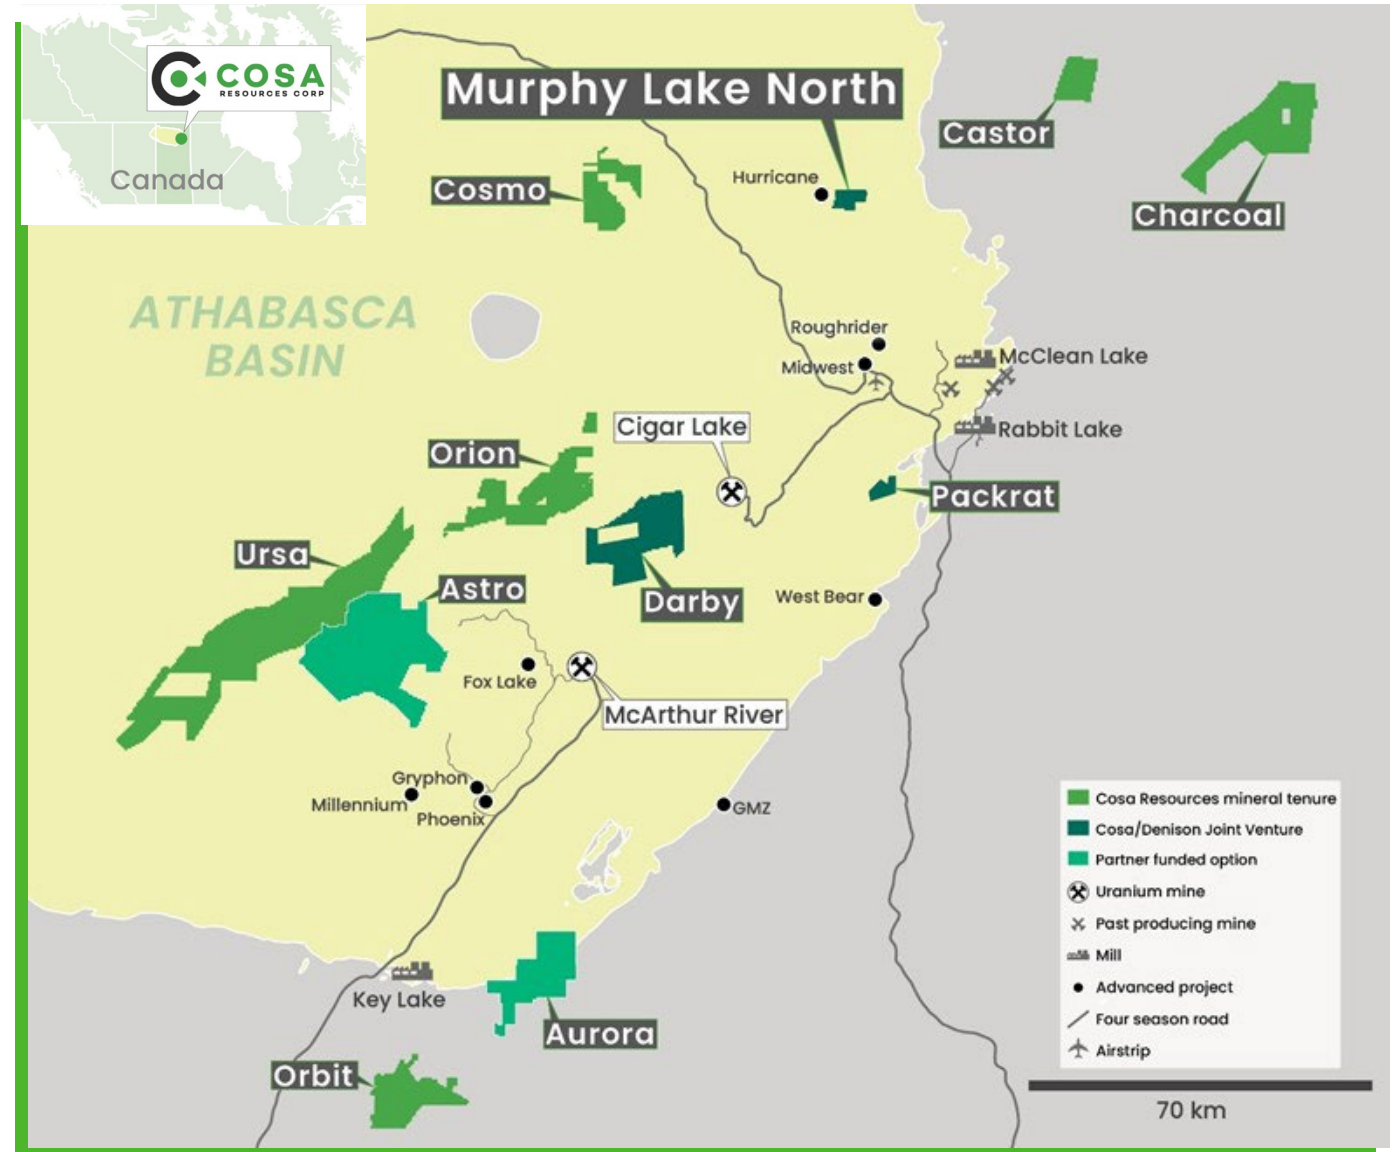 COSA
RESOURCES CORP
Canada
Murphy Lake North
Castor
Charcoal
Cosmo
Hurricane
ATHABASCA
BASIN
Roughrider
Midwest
McClean Lake
Rabbit Lake
Cigar Lake
Orion
Packrat
Ursa
Astro
Darby
West Bear
Fox Lake
McArthur River
Gryphon
Millennium
Phoenix
GMZ
Key Lake
Aurora
Orbit
Cosa Resources mineral tenure
Cosa/Denison Joint Venture
Partner funded option
Uranium mine
Past producing mine
Mill
Advanced project
Four season road
Airstrip
70 km